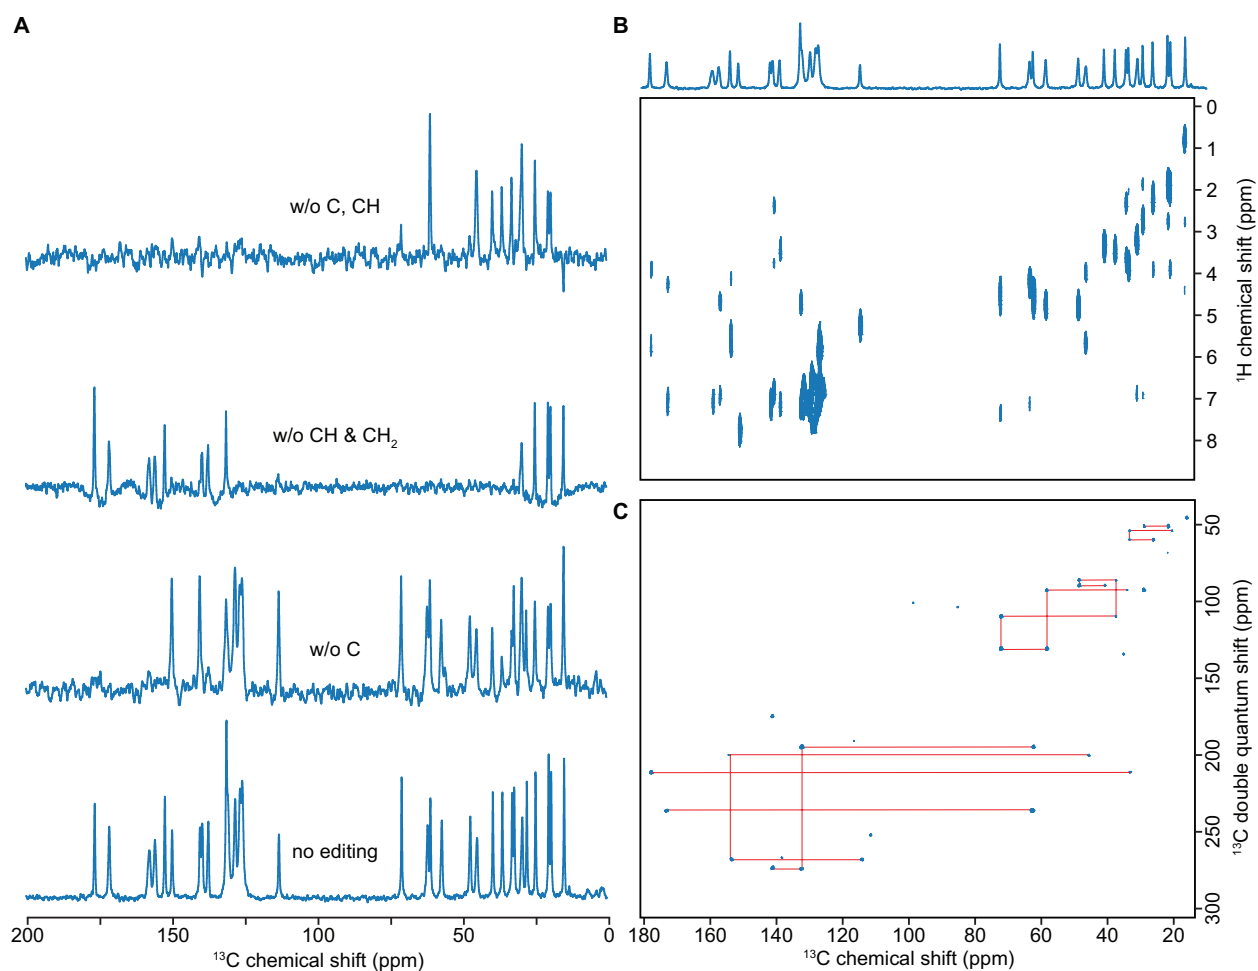 A
w/o C, CH
w/o CH & CH₂
w/o C
no editing
200 150 100 50 0
¹³C chemical shift (ppm)
B
0
1
2
3
4
5
6
7
8
¹H chemical shift (ppm)
C
50
100
150
200
250
300
¹³C double quantum shift (ppm)
180 160 140 120 100 80 60 40 20
¹³C chemical shift (ppm)